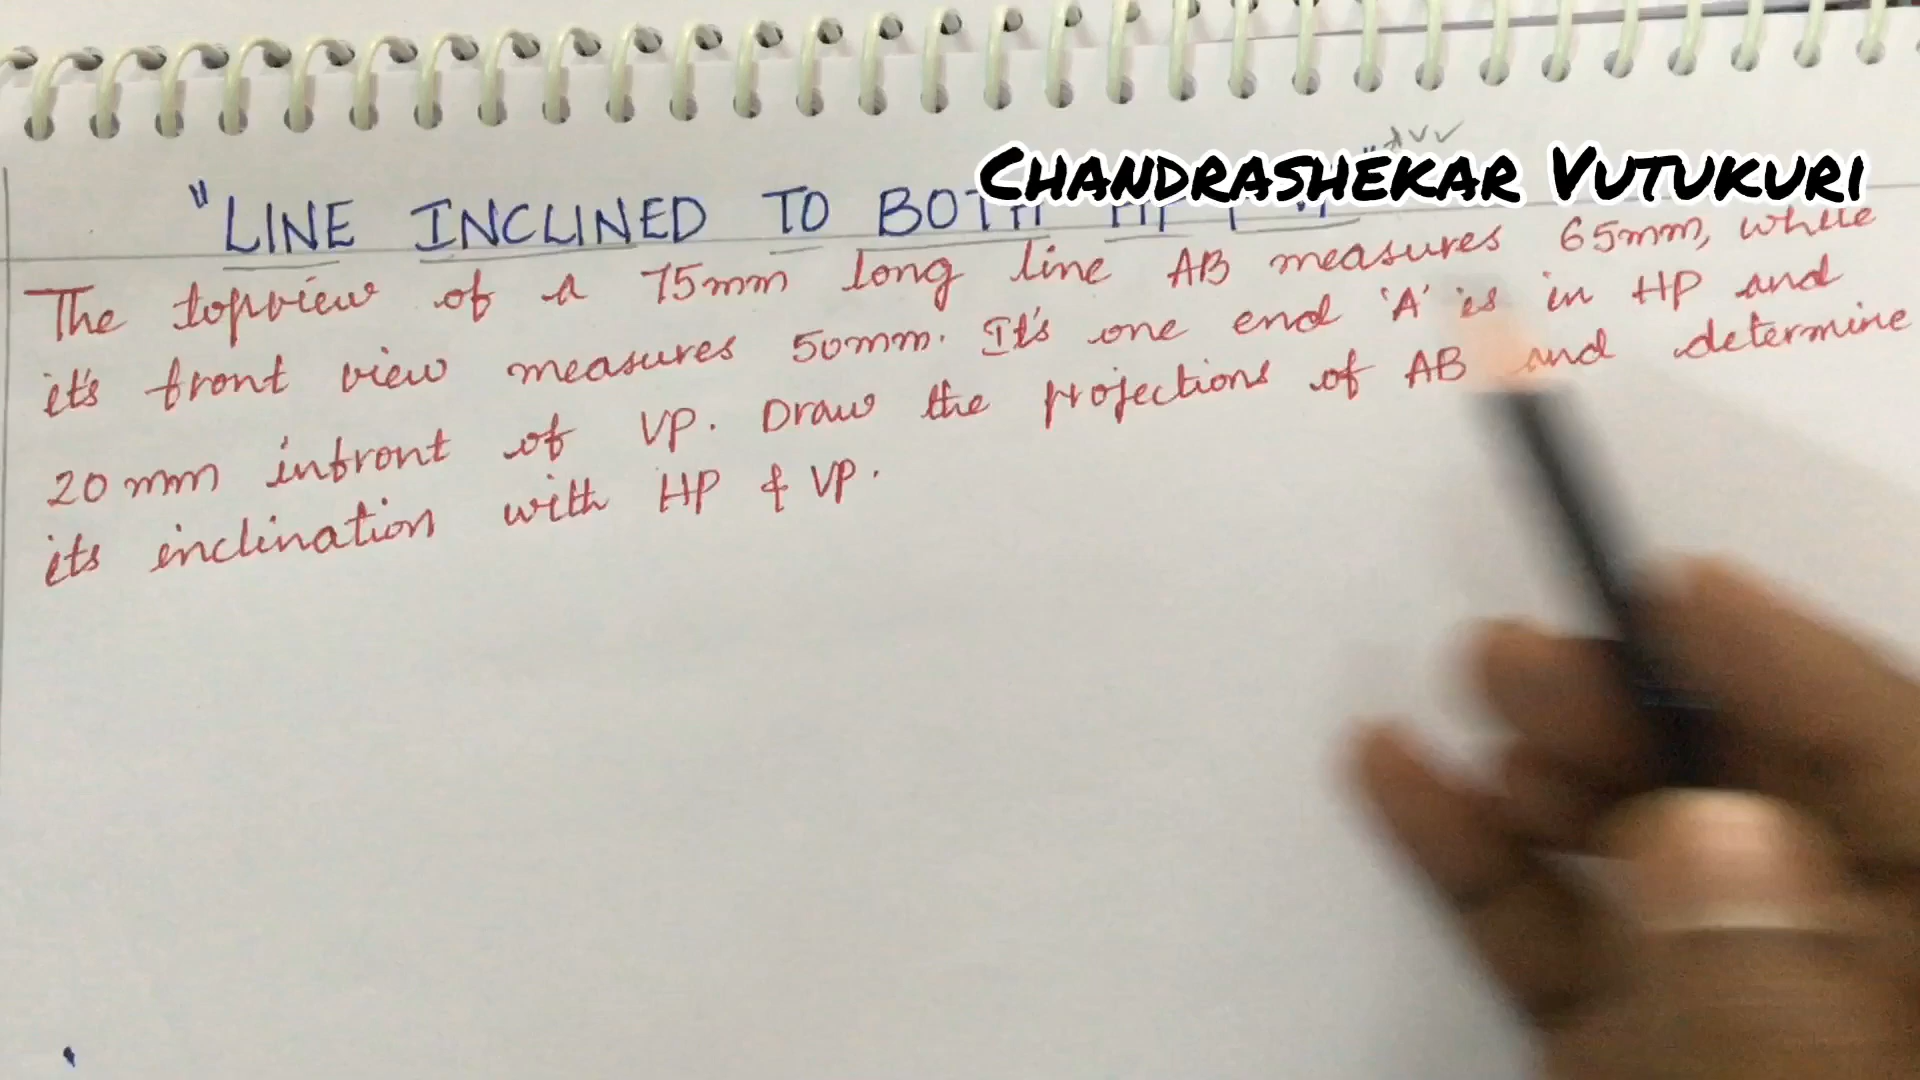 CHANDRASHEKAR VUTUKURI
"LINE INCLINED TO BOTH
The topview of a 75mm long line AB measures 65mm, while
it's front view measures 50mm. It's one end 'A' is in HP and
20mm infront of VP. Draw the projections of AB and determine
its inclination with HP & VP.